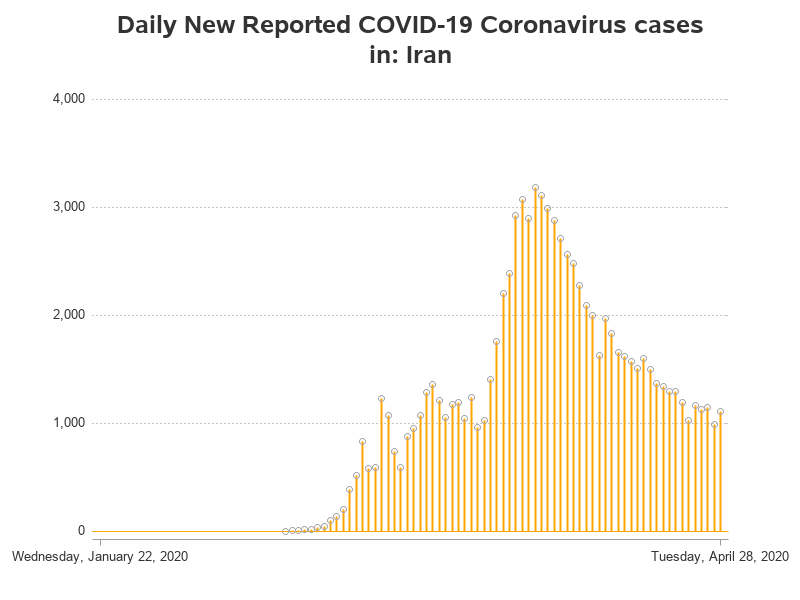 Daily New Reported COVID-19 Coronavirus cases
in: Iran
4,000
3,000
2,000
1,000
0
Wednesday, January 22, 2020
Tuesday, April 28, 2020